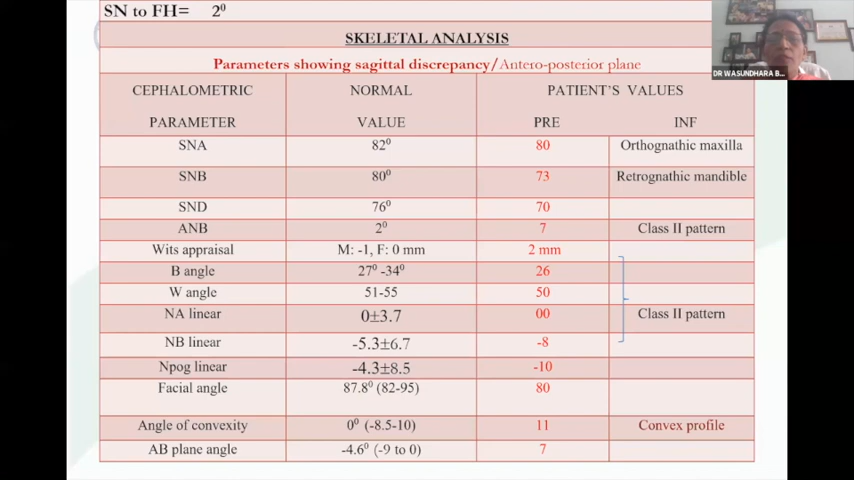 SN to FH= 2⁰
SKELETAL ANALYSIS
Parameters showing sagittal discrepancy/Antero-posterior plane
CEPHALOMETRIC PARAMETER NORMAL VALUE PATIENT'S VALUES
PRE INF
SNA 82⁰ 80 Orthognathic maxilla
SNB 80⁰ 73 Retrognathic mandible
SND 76⁰ 70
ANB 2⁰ 7 Class II pattern
Wits appraisal M: -1, F: 0 mm 2 mm
B angle 27⁰ -34⁰ 26
W angle 51-55 50
NA linear 0±3.7 00 Class II pattern
NB linear -5.3±6.7 -8
Npog linear -4.3±8.5 -10
Facial angle 87.8⁰ (82-95) 80
Angle of convexity 0⁰ (-8.5-10) 11 Convex profile
AB plane angle -4.6⁰ (-9 to 0) 7
DR WASUNDHARA B...